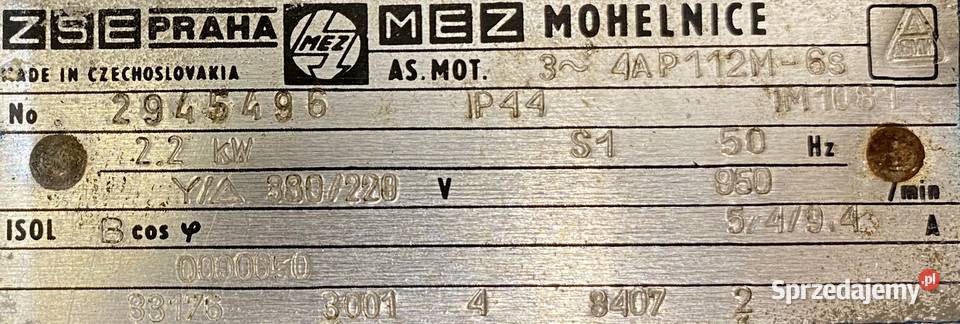 ZSE PRAHA MEZ MEZ MOHELNICE
MADE IN CZECHOSLOVAKIA AS. MOT. 3~ 4AP112M-6s
No 2945496 IP44 IM1081
2.2 kW S1 50 Hz
Y/△ 380/220 V 950 /min
ISOL B cos φ 5.4/9.4 A
33176 3001 4 8407 2
Sprzedajemy.pl